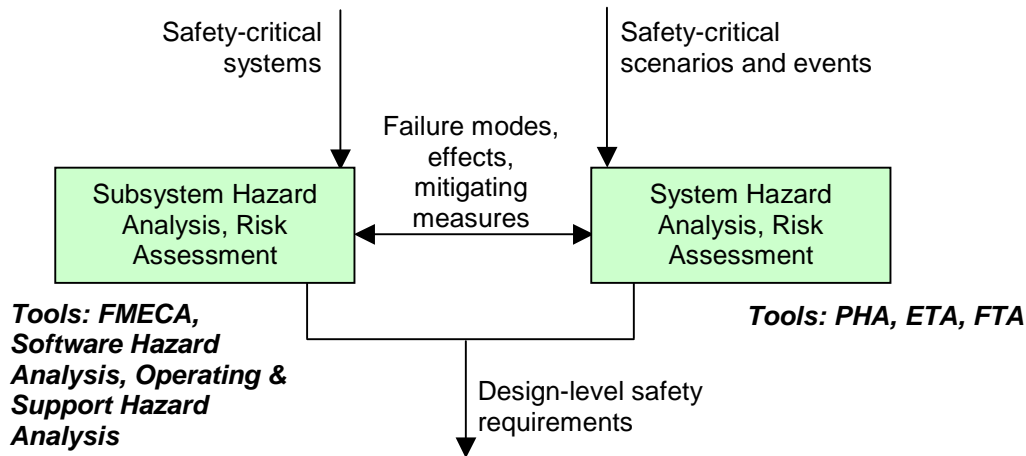 Safety-critical
systems
Safety-critical
scenarios and events
Failure modes,
effects,
mitigating
measures
Subsystem Hazard
Analysis, Risk
Assessment
System Hazard
Analysis, Risk
Assessment
Tools: FMECA,
Software Hazard
Analysis, Operating &
Support Hazard
Analysis
Tools: PHA, ETA, FTA
Design-level safety
requirements